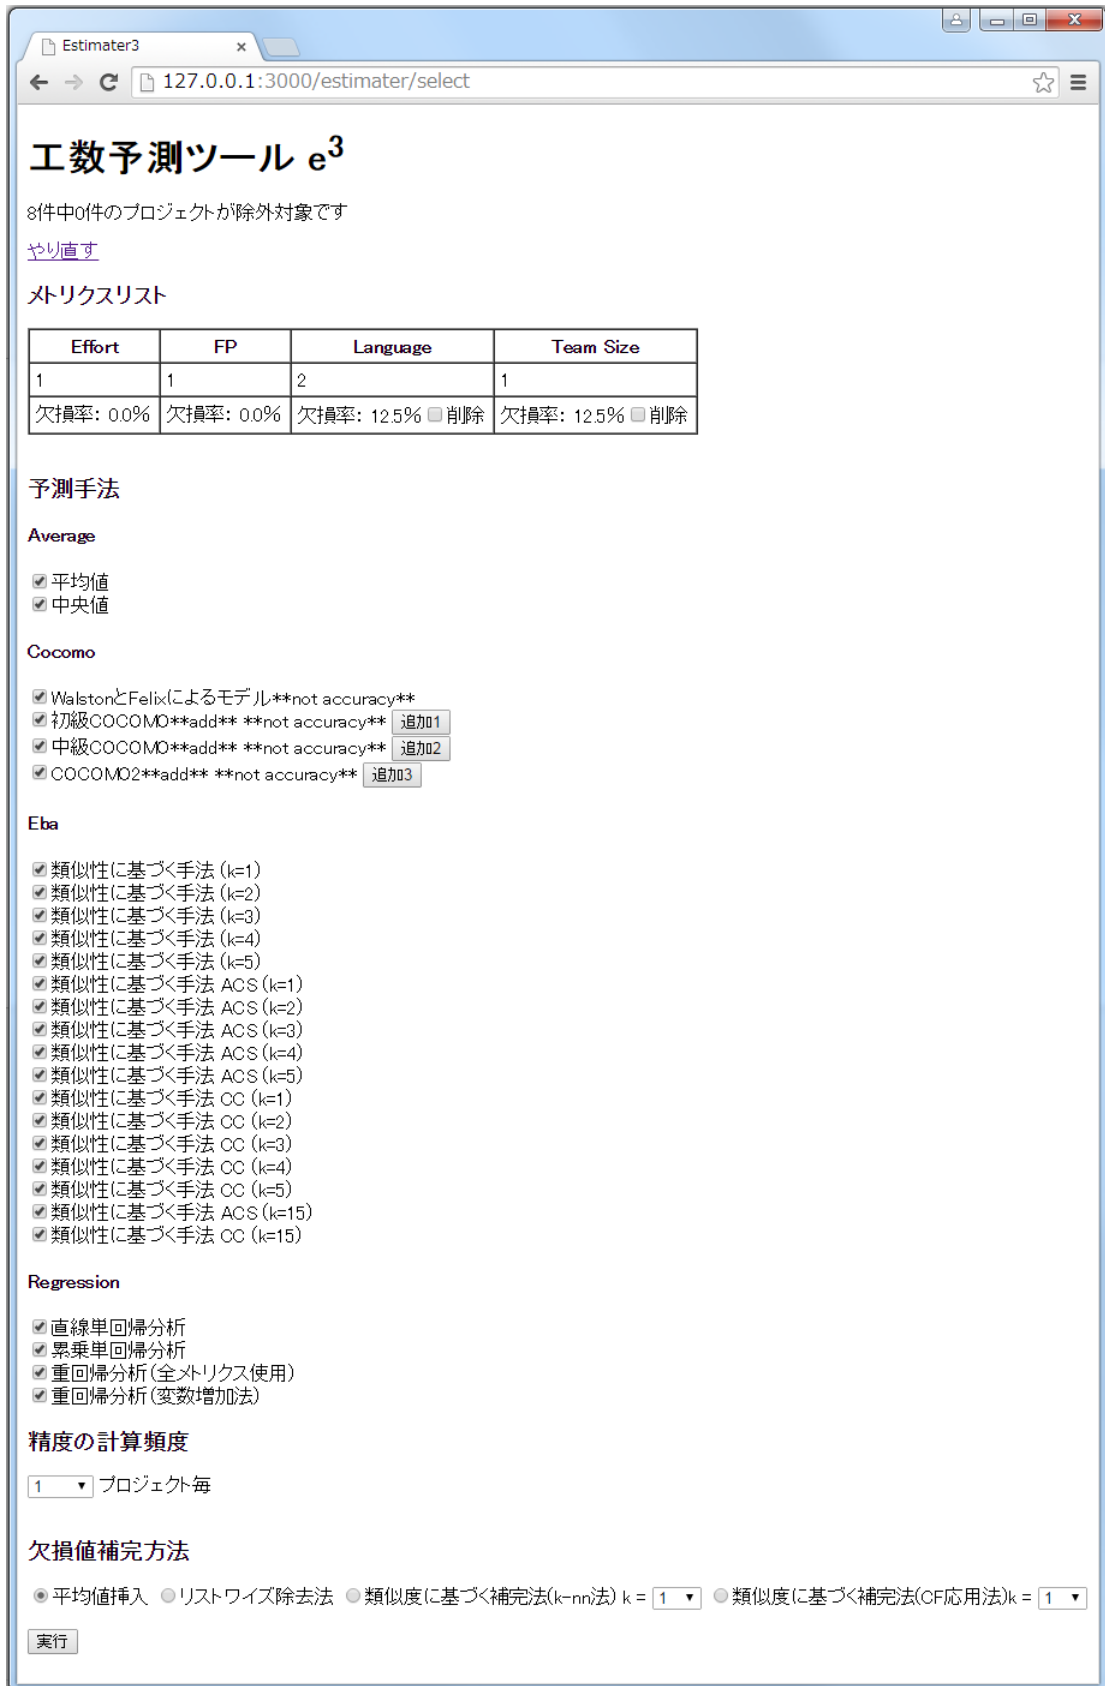 Estimater3
127.0.0.1:3000/estimater/select
工数予測ツール e3
8件中0件のプロジェクトが除外対象です
やり直す
メトリクスリスト
Effort FP Language Team Size
1 1 2 1
欠損率: 0.0% 欠損率: 0.0% 欠損率: 12.5% 削除 欠損率: 12.5% 削除
予測手法
Average
平均値
中央値
Cocomo
WalstonとFelixによるモデル**not accuracy**
初級COCOMO**add** **not accuracy** 追加1
中級COCOMO**add** **not accuracy** 追加2
COCOMO2**add** **not accuracy** 追加3
Eba
類似性に基づく手法 (k=1)
類似性に基づく手法 (k=2)
類似性に基づく手法 (k=3)
類似性に基づく手法 (k=4)
類似性に基づく手法 (k=5)
類似性に基づく手法 ACS (k=1)
類似性に基づく手法 ACS (k=2)
類似性に基づく手法 ACS (k=3)
類似性に基づく手法 ACS (k=4)
類似性に基づく手法 ACS (k=5)
類似性に基づく手法 CC (k=1)
類似性に基づく手法 CC (k=2)
類似性に基づく手法 CC (k=3)
類似性に基づく手法 CC (k=4)
類似性に基づく手法 CC (k=5)
類似性に基づく手法 ACS (k=15)
類似性に基づく手法 CC (k=15)
Regression
直線単回帰分析
累乗単回帰分析
重回帰分析(全メトリクス使用)
重回帰分析(変数増加法)
精度の計算頻度
1 プロジェクト毎
欠損値補完方法
平均値挿入 リストワイズ除去法 類似度に基づく補完法(k-nn法) k = 1 類似度に基づく補完法(CF応用法)k = 1
実行